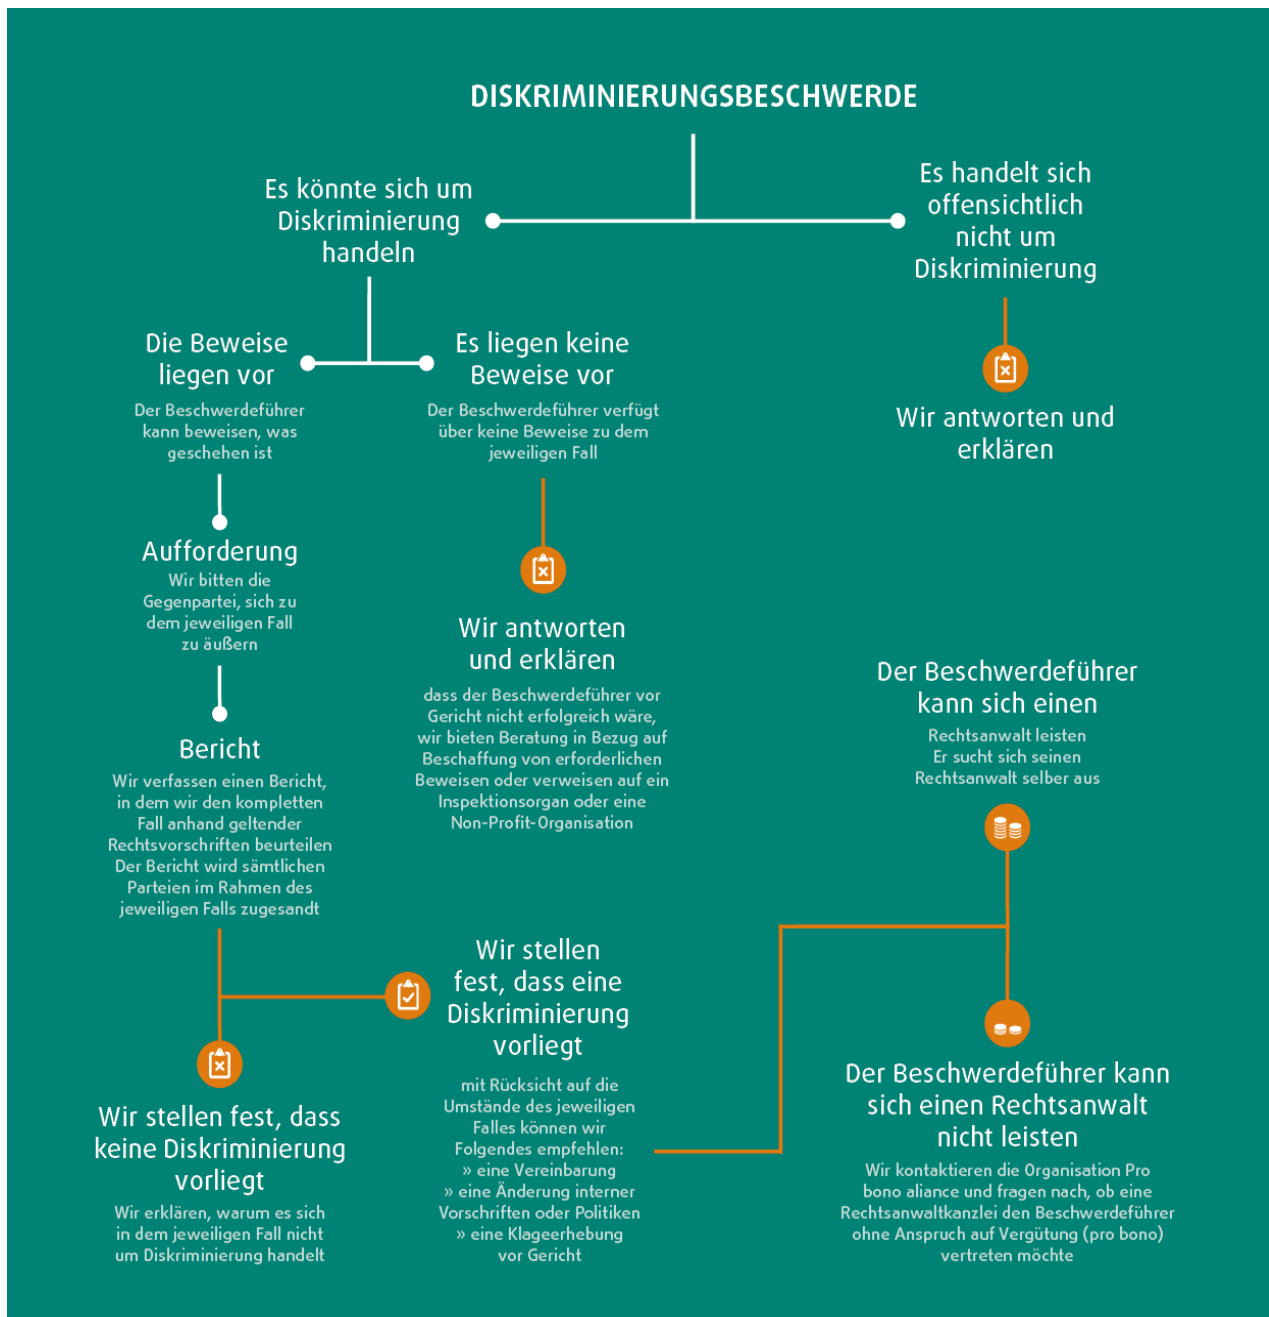 DISKRIMINIERUNGSBESCHWERDE
Es könnte sich um
Diskriminierung
handeln
Es handelt sich
offensichtlich
nicht um
Diskriminierung
Die Beweise
liegen vor
Der Beschwerdeführer
kann beweisen, was
geschehen ist
Es liegen keine
Beweise vor
Der Beschwerdeführer verfügt
über keine Beweise zu dem
jeweiligen Fall
Wir antworten und
erklären
Aufforderung
Wir bitten die
Gegenpartei, sich zu
dem jeweiligen Fall
zu äußern
Wir antworten
und erklären
dass der Beschwerdeführer vor
Gericht nicht erfolgreich wäre,
wir bieten Beratung in Bezug auf
Beschaffung von erforderlichen
Beweisen oder verweisen auf ein
Inspektionsorgan oder eine
Non-Profit-Organisation
Bericht
Wir verfassen einen Bericht,
in dem wir den kompletten
Fall anhand geltender
Rechtsvorschriften beurteilen
Der Bericht wird sämtlichen
Parteien im Rahmen des
jeweiligen Falls zugesandt
Der Beschwerdeführer
kann sich einen
Rechtsanwalt leisten
Er sucht sich seinen
Rechtsanwalt selber aus
Wir stellen
fest, dass eine
Diskriminierung
vorliegt
mit Rücksicht auf die
Umstände des jeweiligen
Falles können wir
Folgendes empfehlen:
» eine Vereinbarung
» eine Änderung interner
Vorschriften oder Politiken
» eine Klageerhebung
vor Gericht
Wir stellen fest, dass
keine Diskriminierung
vorliegt
Wir erklären, warum es sich
in dem jeweiligen Fall nicht
um Diskriminierung handelt
Der Beschwerdeführer kann
sich einen Rechtsanwalt
nicht leisten
Wir kontaktieren die Organisation Pro
bono aliance und fragen nach, ob eine
Rechtsanwaltkanzlei den Beschwerdeführer
ohne Anspruch auf Vergütung (pro bono)
vertreten möchte